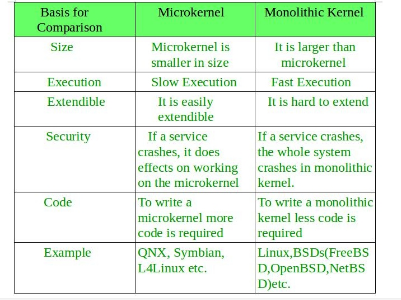 Basis for Comparison | Microkernel | Monolithic Kernel
Size | Microkernel is smaller in size | It is larger than microkernel
Execution | Slow Execution | Fast Execution
Extendible | It is easily extendible | It is hard to extend
Security | If a service crashes, it does effects on working on the microkernel | If a service crashes, the whole system crashes in monolithic kernel.
Code | To write a microkernel more code is required | To write a monolithic kernel less code is required
Example | QNX, Symbian, L4Linux etc. | Linux,BSDs(FreeBSD,OpenBSD,NetBSD)etc.